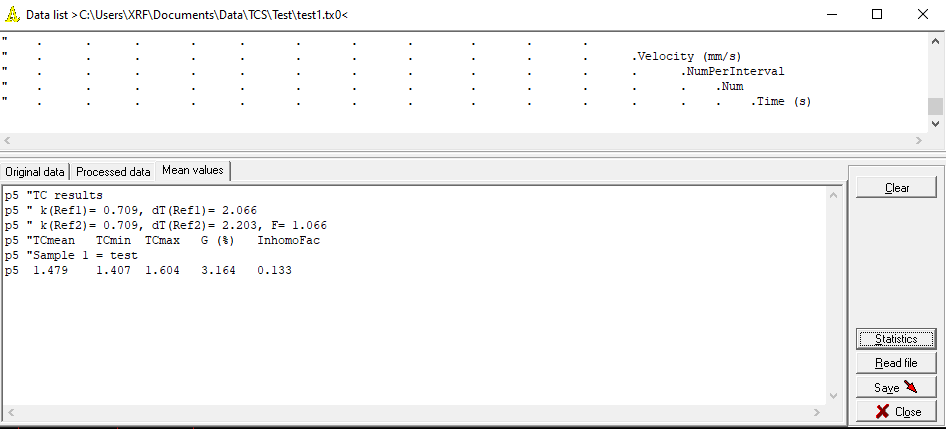 Data list >C:\Users\XRF\Documents\Data\TCS\Test\test1.tx0<
" . . . . . . . . . . .
" . . . . . . . . . . .Velocity (mm/s)
" . . . . . . . . . . . .NumPerInterval
" . . . . . . . . . . . . .Num
" . . . . . . . . . . . . . .Time (s)
Original data Processed data Mean values
p5 "TC results
p5 " k(Ref1)= 0.709, dT(Ref1)= 2.066
p5 " k(Ref2)= 0.709, dT(Ref2)= 2.203, F= 1.066
p5 "TCmean TCmin TCmax G (%) InhomoFac
p5 "Sample 1 = test
p5 1.479 1.407 1.604 3.164 0.133
Clear
Statistics
Read file
Save
Close